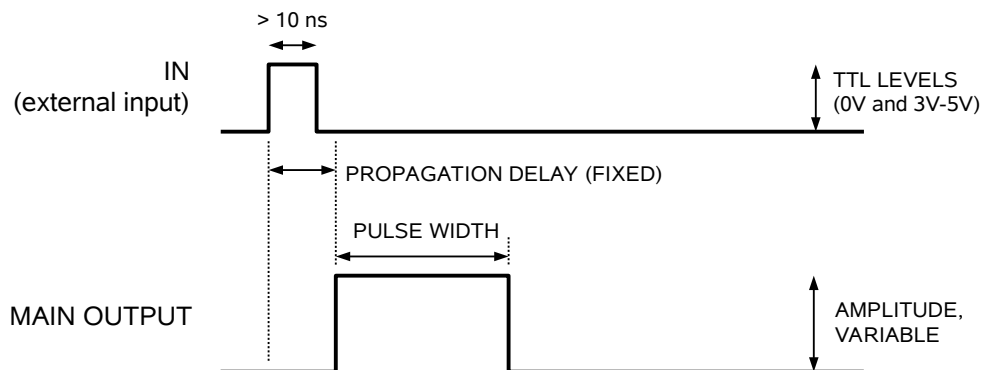 > 10 ns
IN
(external input)
TTL LEVELS
(0V and 3V-5V)
PROPAGATION DELAY (FIXED)
PULSE WIDTH
MAIN OUTPUT
AMPLITUDE,
VARIABLE